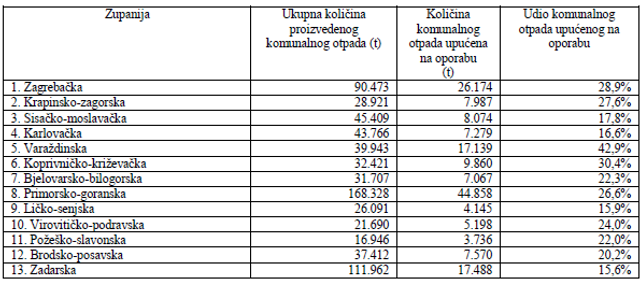 Zupanija Ukupna količina Količina Udio komunalnog
proizvedenog komunalnog otpada upućenog na
komunalnog otpada (t) otpada upućena oporabu
na oporabu
(t)
1. Zagrebačka 90.473 26.174 28,9%
2. Krapinsko-zagorska 28.921 7.987 27,6%
3. Sisačko-moslavačka 45.409 8.074 17,8%
4. Karlovačka 43.766 7.279 16,6%
5. Varaždinska 39.943 17.139 42,9%
6. Koprivničko-križevačka 32.421 9.860 30,4%
7. Bjelovarsko-bilogorska 31.707 7.067 22,3%
8. Primorsko-goranska 168.328 44.858 26,6%
9. Ličko-senjska 26.091 4.145 15,9%
10. Virovitičko-podravska 21.690 5.198 24,0%
11. Požeško-slavonska 16.946 3.736 22,0%
12. Brodsko-posavska 37.412 7.570 20,2%
13. Zadarska 111.962 17.488 15,6%